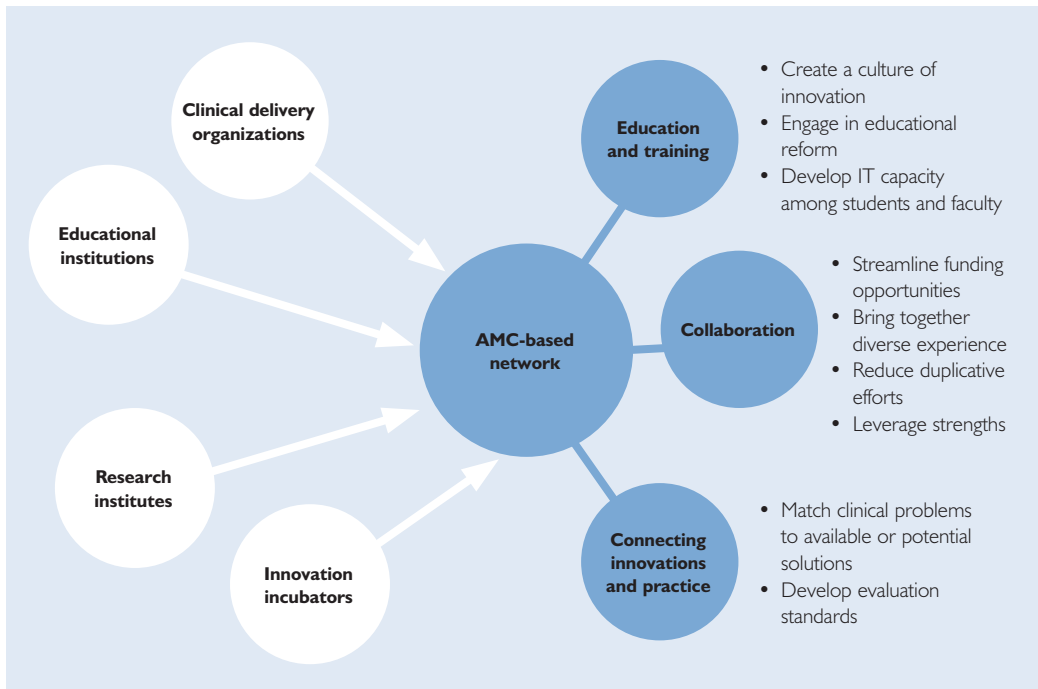 Clinical delivery
organizations
Educational
institutions
Research
institutes
Innovation
incubators
AMC-based
network
Education
and training
• Create a culture of
innovation
• Engage in educational
reform
• Develop IT capacity
among students and faculty
Collaboration
• Streamline funding
opportunities
• Bring together
diverse experience
• Reduce duplicative
efforts
• Leverage strengths
Connecting
innovations
and practice
• Match clinical problems
to available or potential
solutions
• Develop evaluation
standards